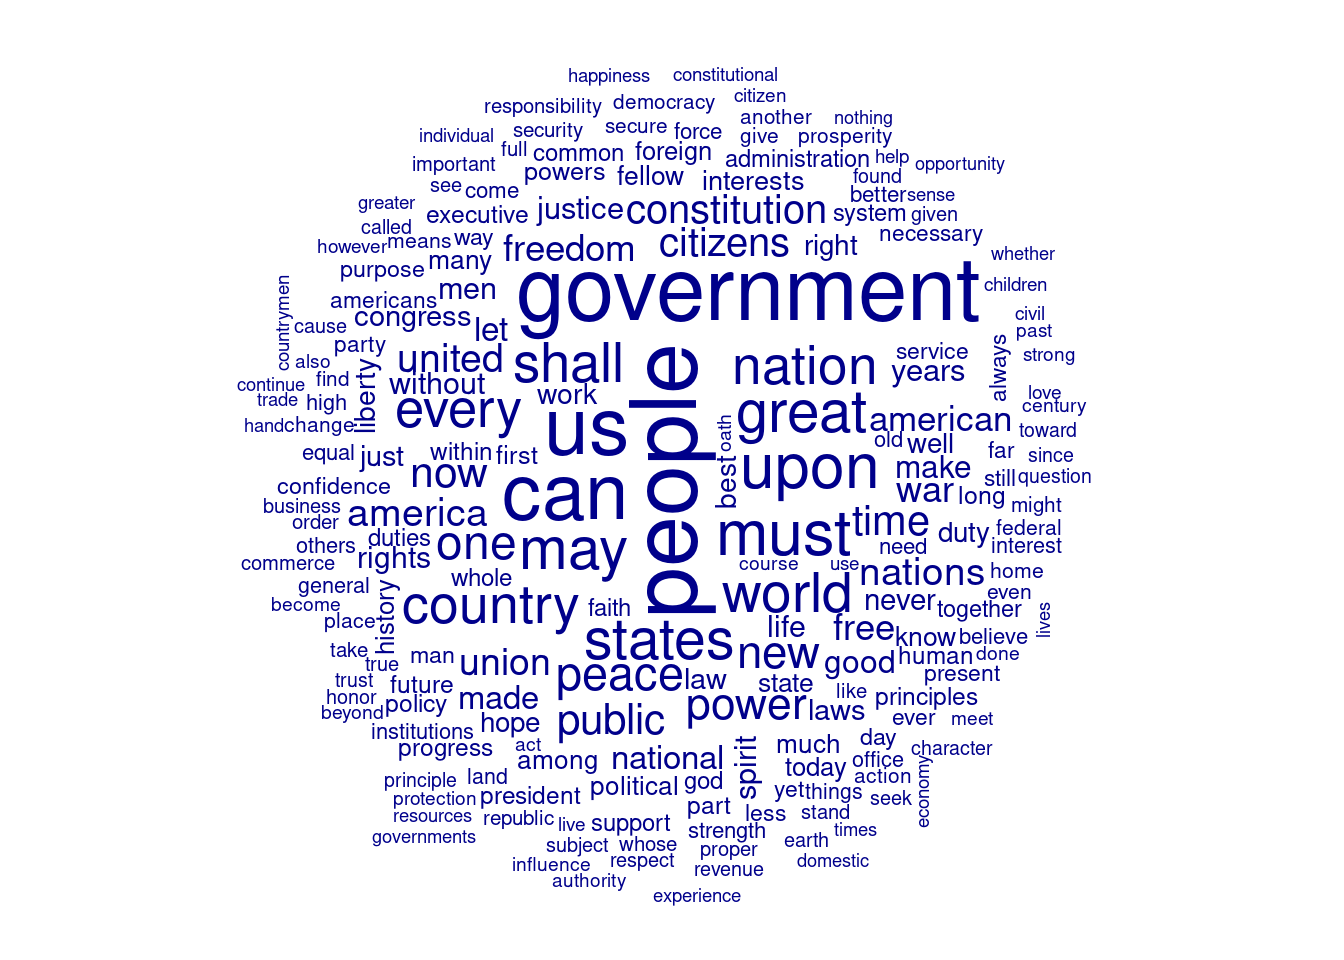 happiness constitutional
responsibility democracy citizen
individual security secure force another nothing
full common foreign give prosperity
important powers fellow administration help opportunity
see come interests found
greater executive justice constitution better sense
called system given
however means way freedom citizens right necessary
purpose many whether
countrymen americans men government children
cause congress let civil
party past
also united shall people nation service always strong
continue find liberty without years
trade high every work great american love
hand change us oath century
equal just within first old well far toward
confidence now can best upon make since
business america war long still question
order might
others duties one may must time duty federal
commerce rights need interest
general whole course use nations home
become country world never even
place history faith together lives
take states life free know believe
true man union new good human done
trust future peace law state present
honor policy made power laws like principles
beyond institutions hope public ever meet
progress act among national spirit much day character
principle land today office
protection president political god yet things action economy
resources republic live support part less stand seek
governments strength times
subject whose proper earth
influence respect revenue domestic
authority
experience